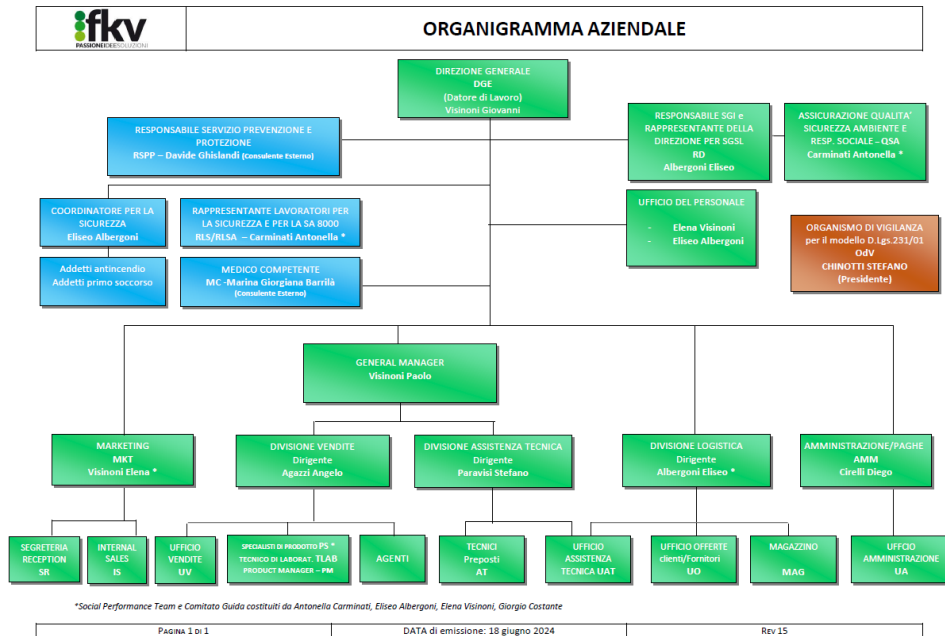 fkv
PASSIONEIDEESOLUZIONI
ORGANIGRAMMA AZIENDALE
DIREZIONE GENERALE
DGE
(Datore di Lavoro)
Visinoni Giovanni
RESPONSABILE SERVIZIO PREVENZIONE E
PROTEZIONE
RSPP – Davide Ghislandi (Consulente Esterno)
RESPONSABILE SGI e
RAPPRESENTANTE DELLA
DIREZIONE PER SGSL
RD
Albergoni Eliseo
ASSICURAZIONE QUALITA’
SICUREZZA AMBIENTE E
RESP. SOCIALE – QSA
Carminati Antonella *
COORDINATORE PER LA
SICUREZZA
Eliseo Albergoni
RAPPRESENTANTE LAVORATORI PER
LA SICUREZZA E PER LA SA 8000
RLS/RLSA – Carminati Antonella *
UFFICIO DEL PERSONALE
- Elena Visinoni
- Eliseo Albergoni
ORGANISMO DI VIGILANZA
per il modello D.Lgs.231/01
OdV
CHINOTTI STEFANO
(Presidente)
Addetti antincendio
Addetti primo soccorso
MEDICO COMPETENTE
MC -Marina Giorgiana Barrilà
(Consulente Esterno)
GENERAL MANAGER
Visinoni Paolo
MARKETING
MKT
Visinoni Elena *
DIVISIONE VENDITE
Dirigente
Agazzi Angelo
DIVISIONE ASSISTENZA TECNICA
Dirigente
Paravisi Stefano
DIVISIONE LOGISTICA
Dirigente
Albergoni Eliseo *
AMMINISTRAZIONE/PAGHE
AMM
Cirelli Diego
SEGRETERIA
RECEPTION
SR
INTERNAL
SALES
IS
UFFICIO
VENDITE
UV
SPECIALISTI DI PRODOTTO PS *
TECNICO DI LABORAT. TLAB
PRODUCT MANAGER – PM
AGENTI
TECNICI
Preposti
AT
UFFICIO
ASSISTENZA
TECNICA UAT
UFFICIO OFFERTE
clienti/Fornitori
UO
MAGAZZINO
MAG
UFFCIO
AMMINISTRAZIONE
UA
*Social Performance Team e Comitato Guida costituiti da Antonella Carminati, Eliseo Albergoni, Elena Visinoni, Giorgio Costante
PAGINA 1 DI 1
DATA di emissione: 18 giugno 2024
REV 15